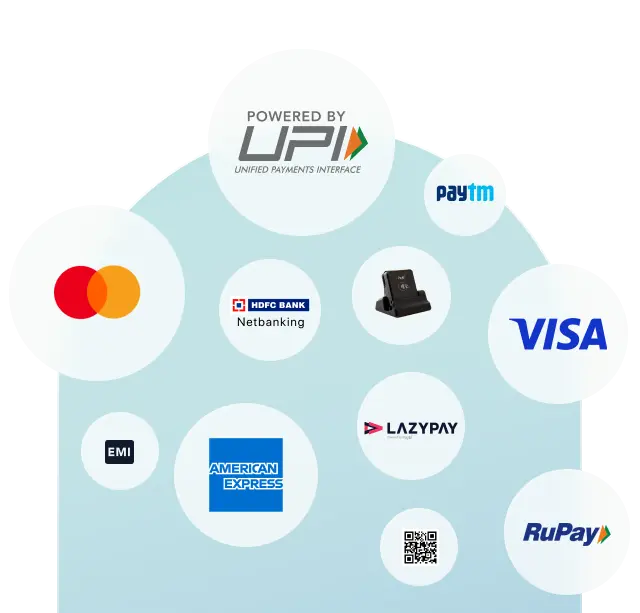 POWERED BY
UPI
UNIFIED PAYMENTS INTERFACE
paytm
HDFC BANK
Netbanking
VISA
LAZYPAY
EMI
AMERICAN
EXPRESS
RuPay